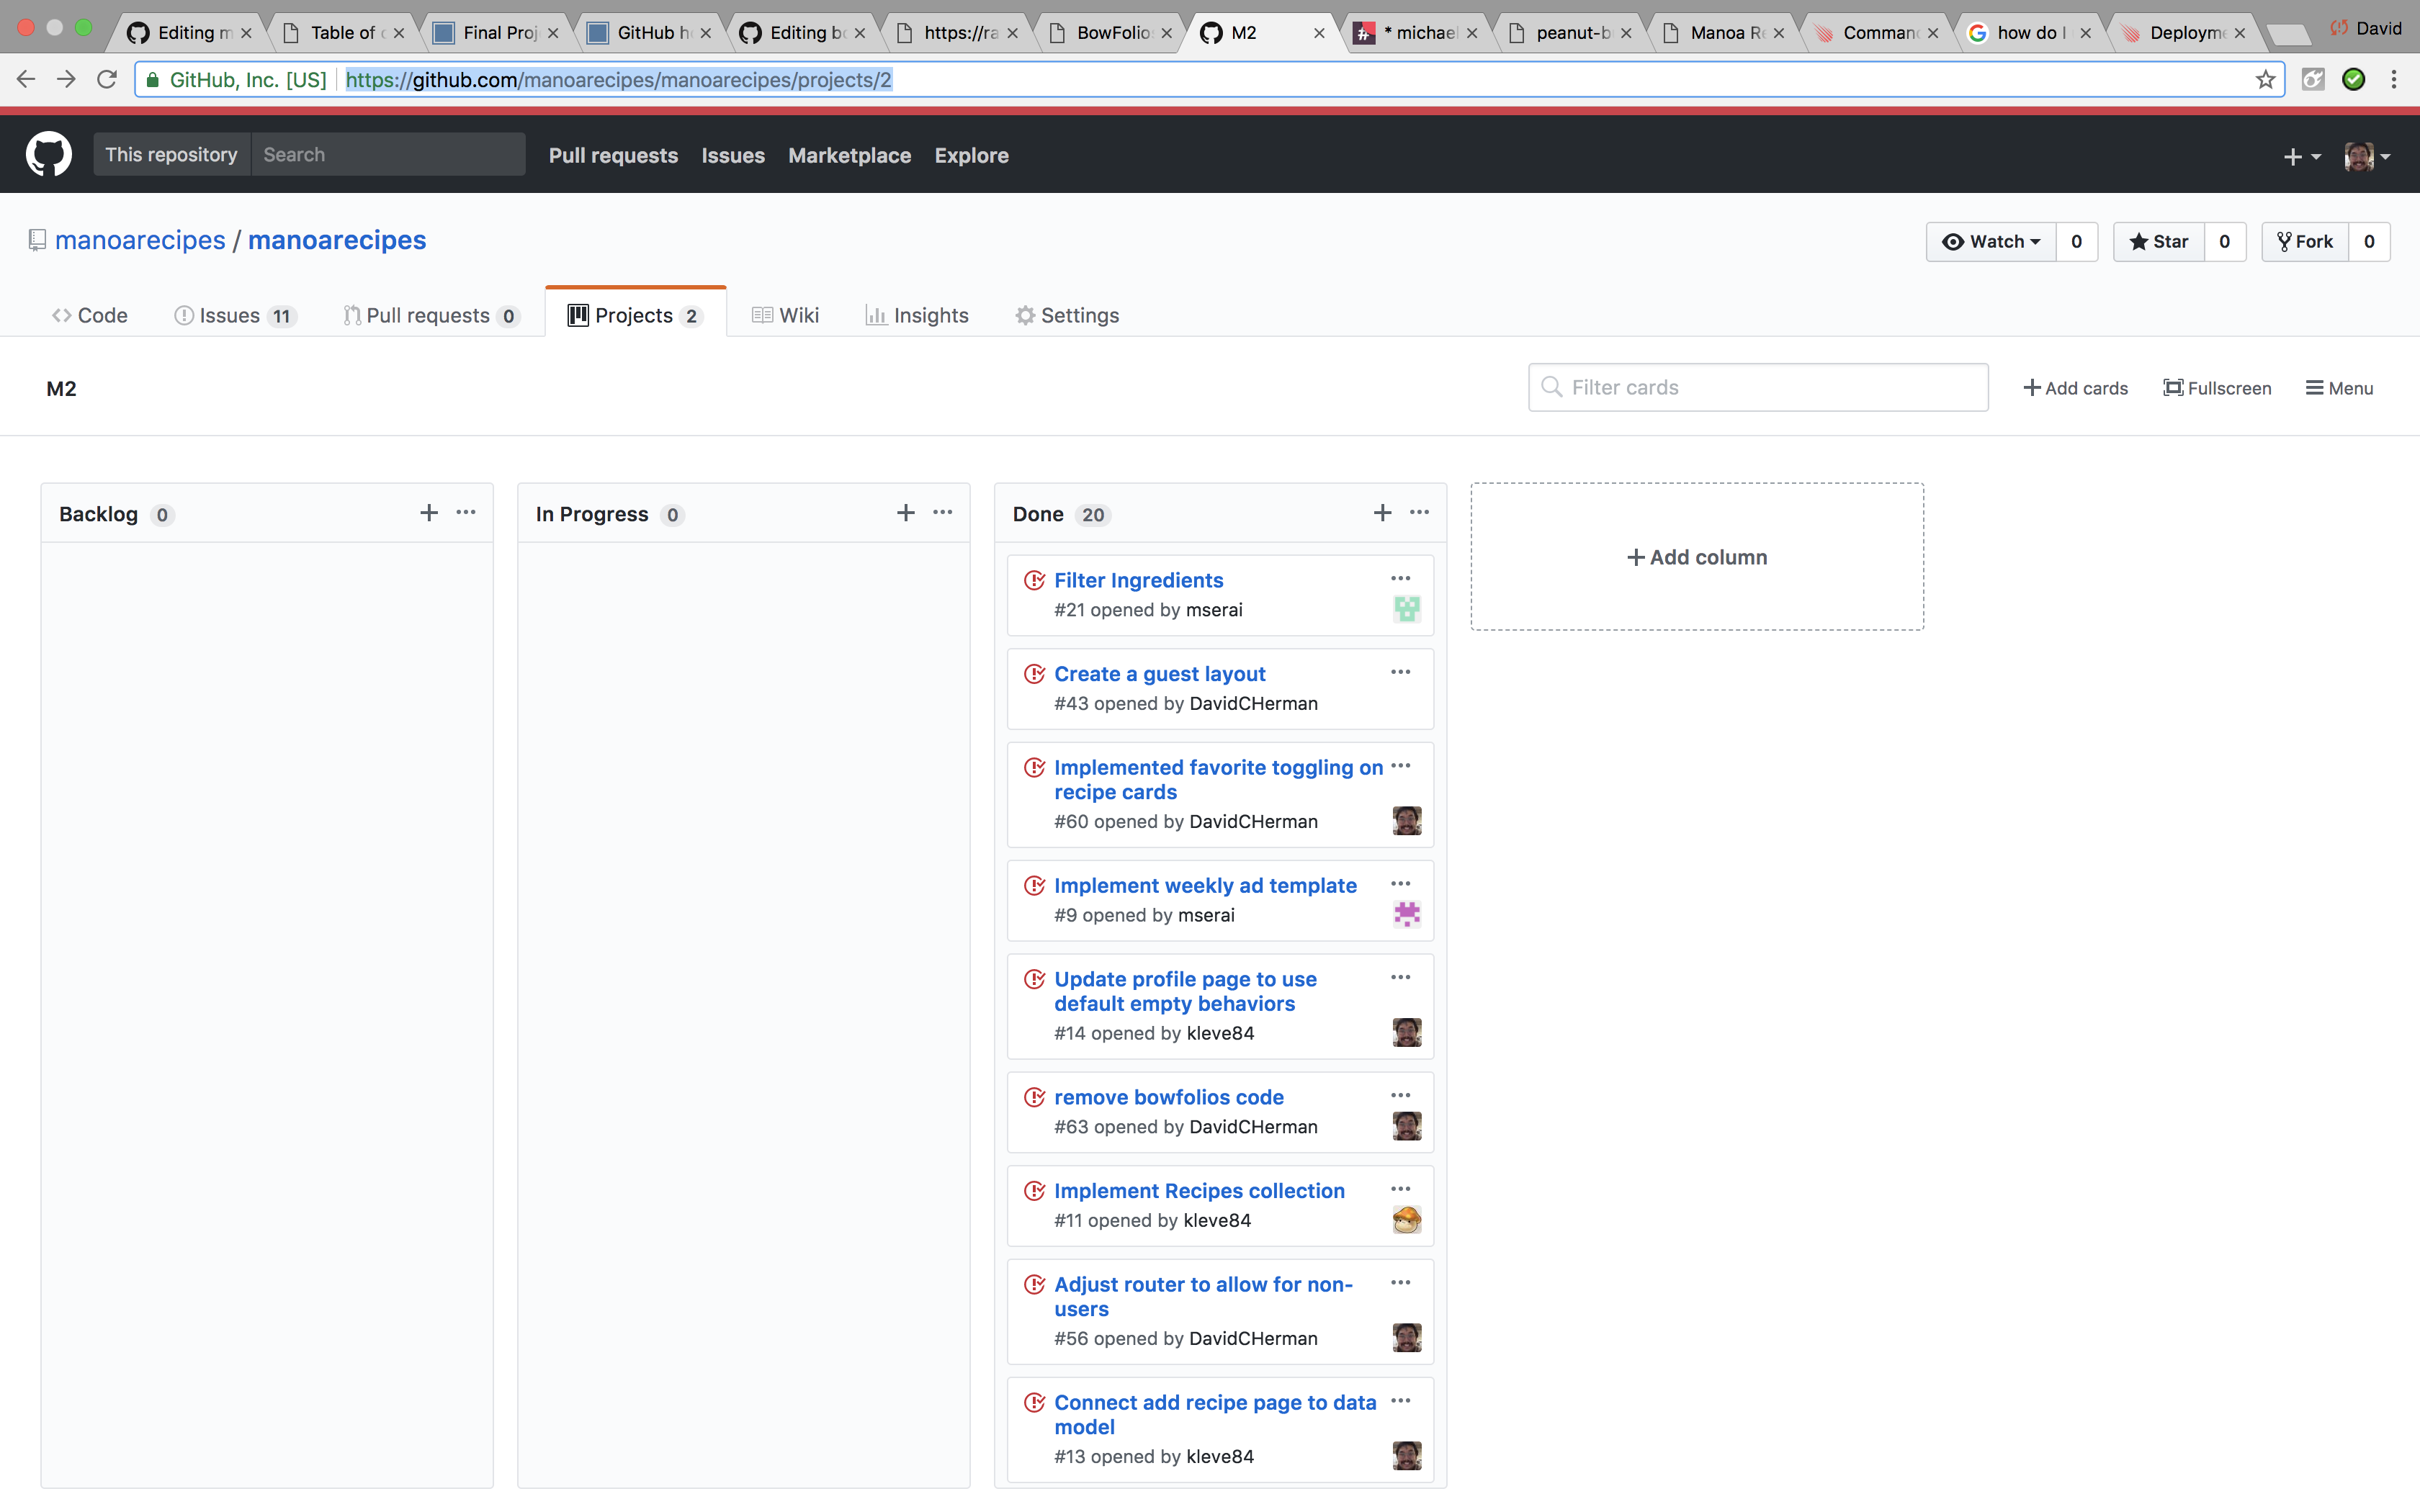 Editing m
Table of c
Final Proj
GitHub h
Editing bo
https://ra
BowFolio
M2
* michael
peanut-b
Manoa Re
Comman
how do I
Deployme
David
GitHub, Inc. [US] https://github.com/manoarecipes/manoarecipes/projects/2
This repository Search Pull requests Issues Marketplace Explore
manoarecipes / manoarecipes
Watch 0 Star 0 Fork 0
Code Issues 11 Pull requests 0 Projects 2 Wiki Insights Settings
M2
Filter cards Add cards Fullscreen Menu
Backlog 0
In Progress 0
Done 20
Filter Ingredients
#21 opened by mserai
Create a guest layout
#43 opened by DavidCHerman
Implemented favorite toggling on
recipe cards
#60 opened by DavidCHerman
Implement weekly ad template
#9 opened by mserai
Update profile page to use
default empty behaviors
#14 opened by kleve84
remove bowfolios code
#63 opened by DavidCHerman
Implement Recipes collection
#11 opened by kleve84
Adjust router to allow for non-
users
#56 opened by DavidCHerman
Connect add recipe page to data
model
#13 opened by kleve84
Add column